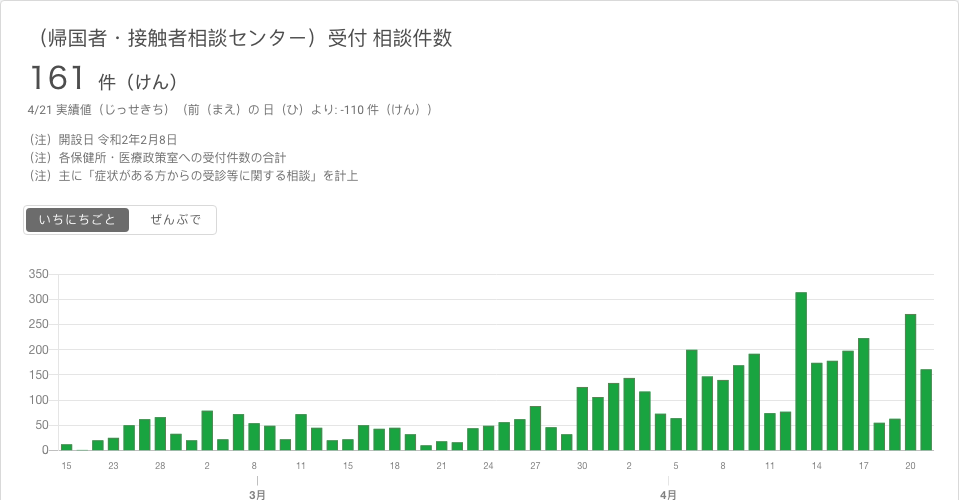 （帰国者・接触者相談センター）受付 相談件数
161 件（けん）
4/21 実績値（じっせきち）（前（まえ）の 日（ひ）より: -110 件（けん））
（注）開設日 令和2年2月8日
（注）各保健所・医療政策室への受付件数の合計
（注）主に「症状がある方からの受診等に関する相談」を計上
いちにちごと ぜんぶで
350
300
250
200
150
100
50
0
15 23 28 2 8 11 15 18 21 24 27 30 2 5 8 11 14 17 20
3月 4月